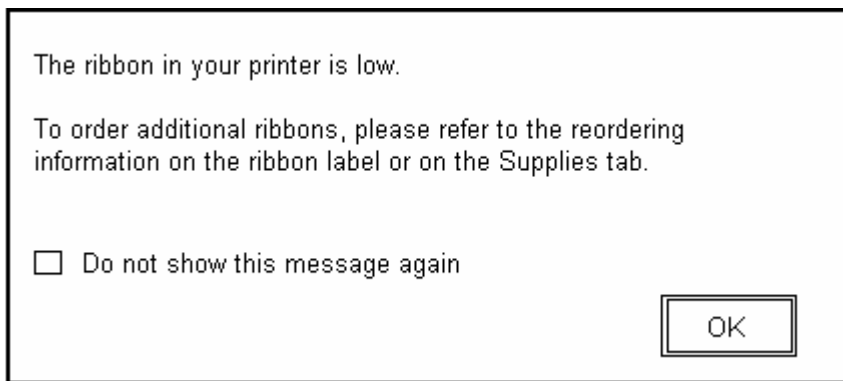 The ribbon in your printer is low.
To order additional ribbons, please refer to the reordering
information on the ribbon label or on the Supplies tab.
Do not show this message again
OK